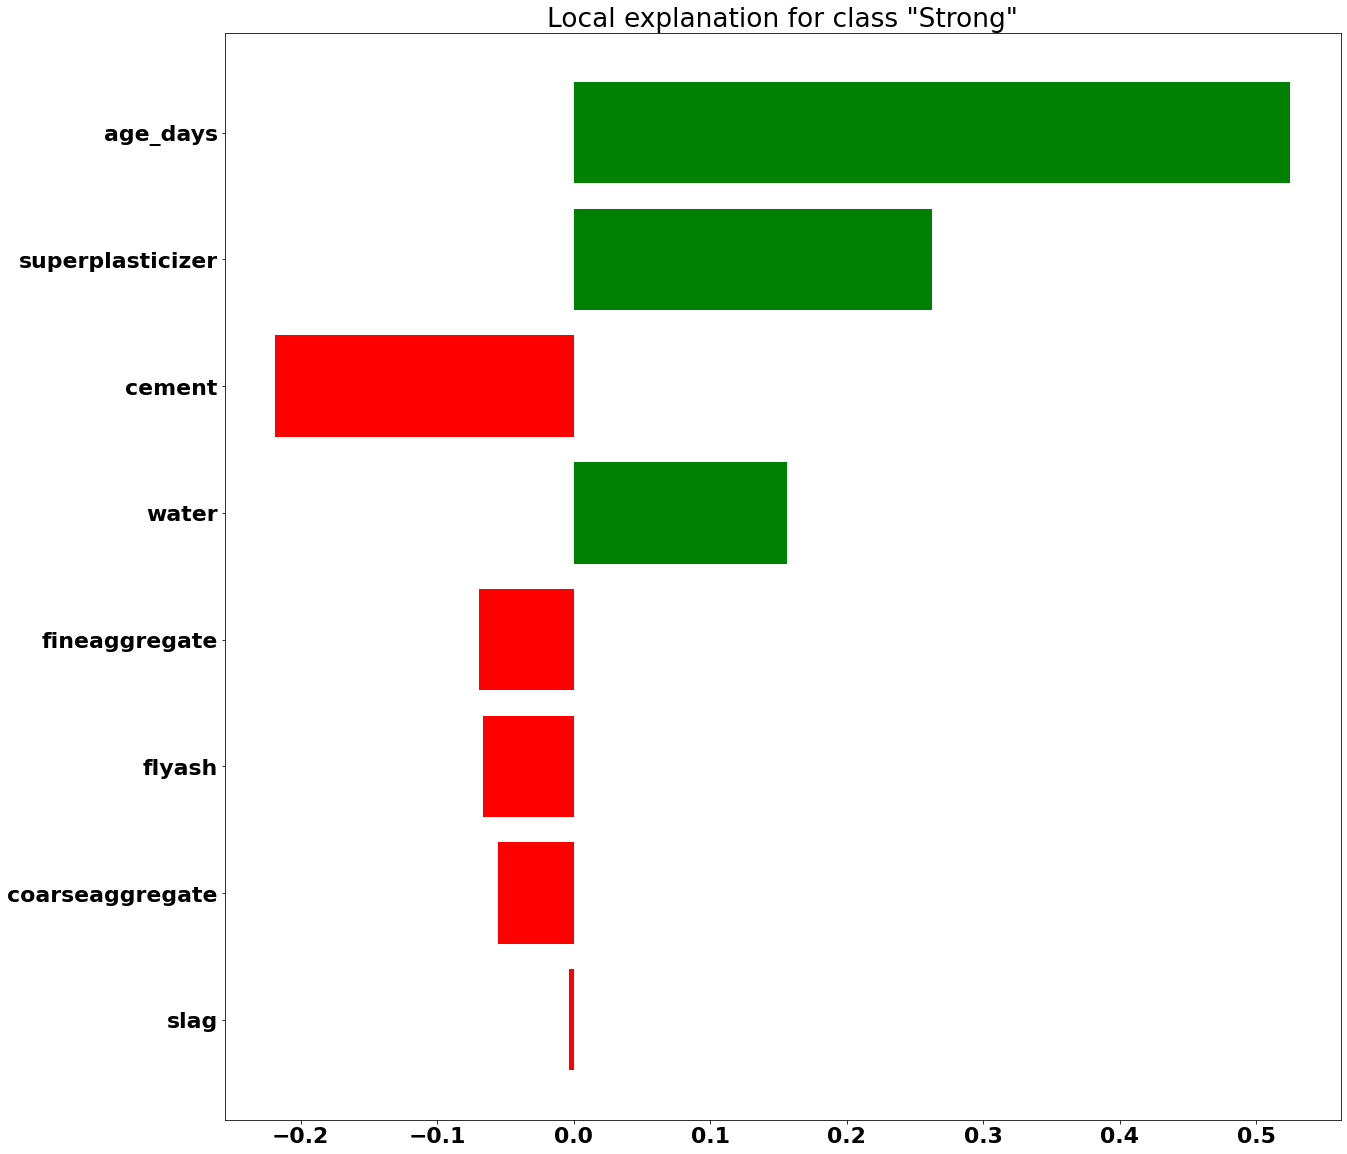 Local explanation for class "Strong"
age_days
superplasticizer
cement
water
fineaggregate
flyash
coarseaggregate
slag
−0.2 −0.1 0.0 0.1 0.2 0.3 0.4 0.5